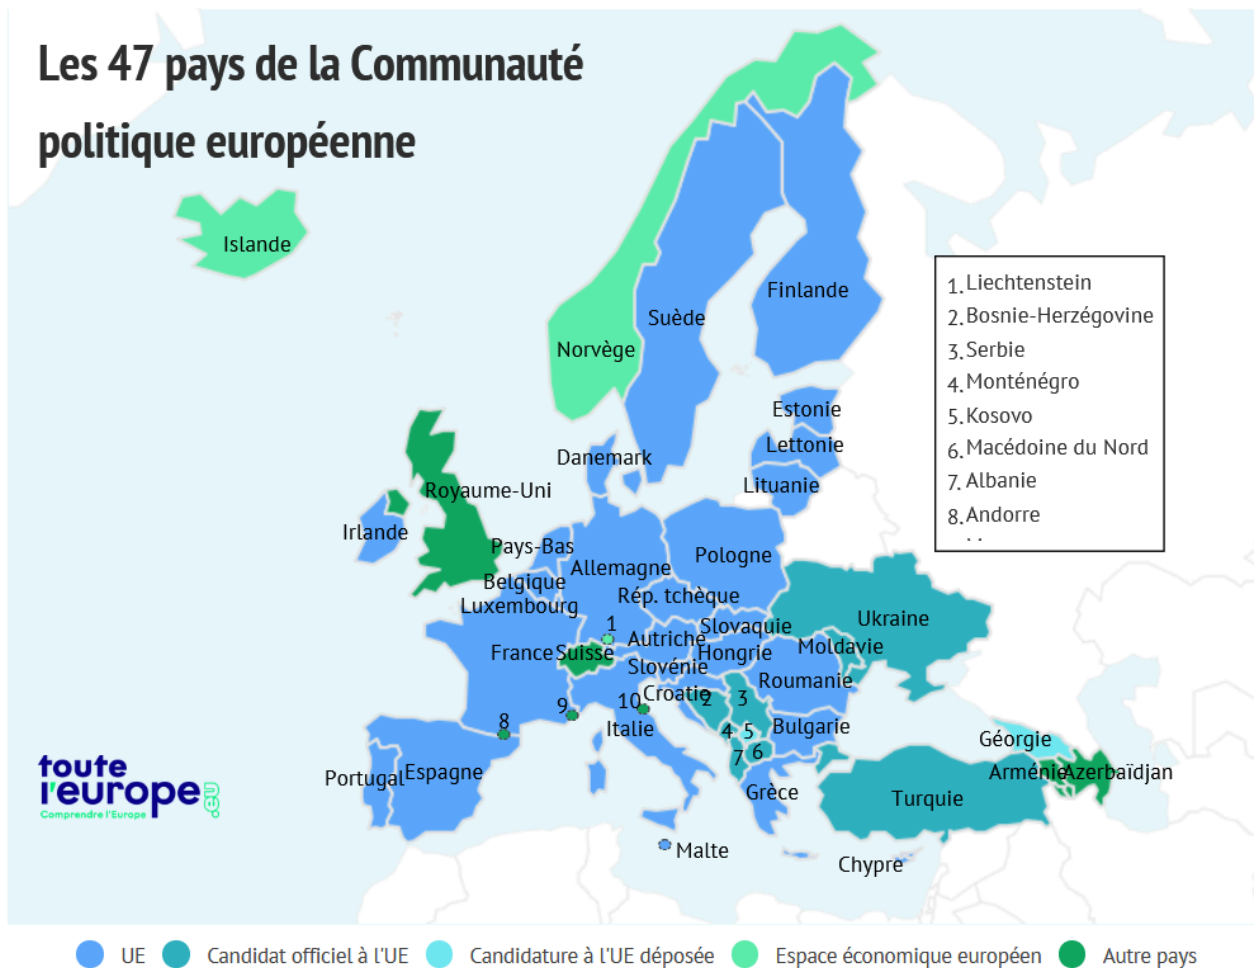 Les 47 pays de la Communauté
politique européenne
Islande
Finlande
Suède
Norvège
1. Liechtenstein
2. Bosnie-Herzégovine
3. Serbie
4. Monténégro
5. Kosovo
6. Macédoine du Nord
7. Albanie
8. Andorre
Estonie
Lettonie
Danemark
Lituanie
Royaume-Uni
Irlande
Pays-Bas
Pologne
Allemagne
Belgique
Rép. tchèque
Luxembourg
Ukraine
1
Slovaquie
Autriche
Moldavie
France
Suisse
Hongrie
Slovénie
Roumanie
Croatie
2
3
9
10
8
Italie
4
5
Bulgarie
Géorgie
7
6
toute
l'europe
.eu
Comprendre l'Europe
Portugal
Espagne
Grèce
Arménie
Azerbaïdjan
Turquie
Malte
Chypre
UE
Candidat officiel à l'UE
Candidature à l'UE déposée
Espace économique européen
Autre pays